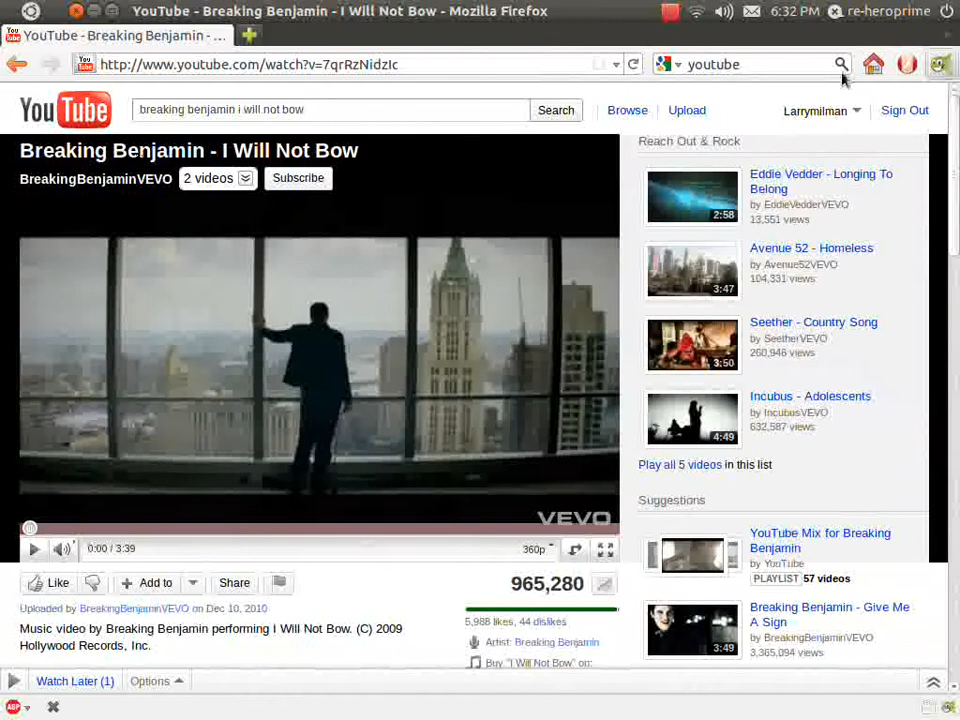 YouTube - Breaking Benjamin - I Will Not Bow - Mozilla Firefox
6:32 PM
re-heroprime
YouTube - Breaking Benjamin - ...
http://www.youtube.com/watch?v=7qrRzNidzIc
youtube
YouTube
breaking benjamin i will not bow
Search
Browse
Upload
Larrymilman
Sign Out
Breaking Benjamin - I Will Not Bow
BreakingBenjaminVEVO
2 videos
Subscribe
VEVO
0:00 / 3:39
360p
Like
Add to
Share
965,280
Uploaded by BreakingBenjaminVEVO on Dec 10, 2010
5,988 likes, 44 dislikes
Music video by Breaking Benjamin performing I Will Not Bow. (C) 2009
Hollywood Records, Inc.
Artist: Breaking Benjamin
Buy "I Will Not Bow" on:
Reach Out & Rock
Eddie Vedder - Longing To
Belong
by EddieVedderVEVO
13,551 views
2:58
Avenue 52 - Homeless
by Avenue52VEVO
104,331 views
3:47
Seether - Country Song
by SeetherVEVO
260,946 views
3:50
Incubus - Adolescents
by IncubusVEVO
632,587 views
4:49
Play all 5 videos in this list
Suggestions
YouTube Mix for Breaking
Benjamin
by YouTube
PLAYLIST 57 videos
Breaking Benjamin - Give Me
A Sign
by BreakingBenjaminVEVO
3,365,094 views
3:49
Watch Later (1)
Options
ABP